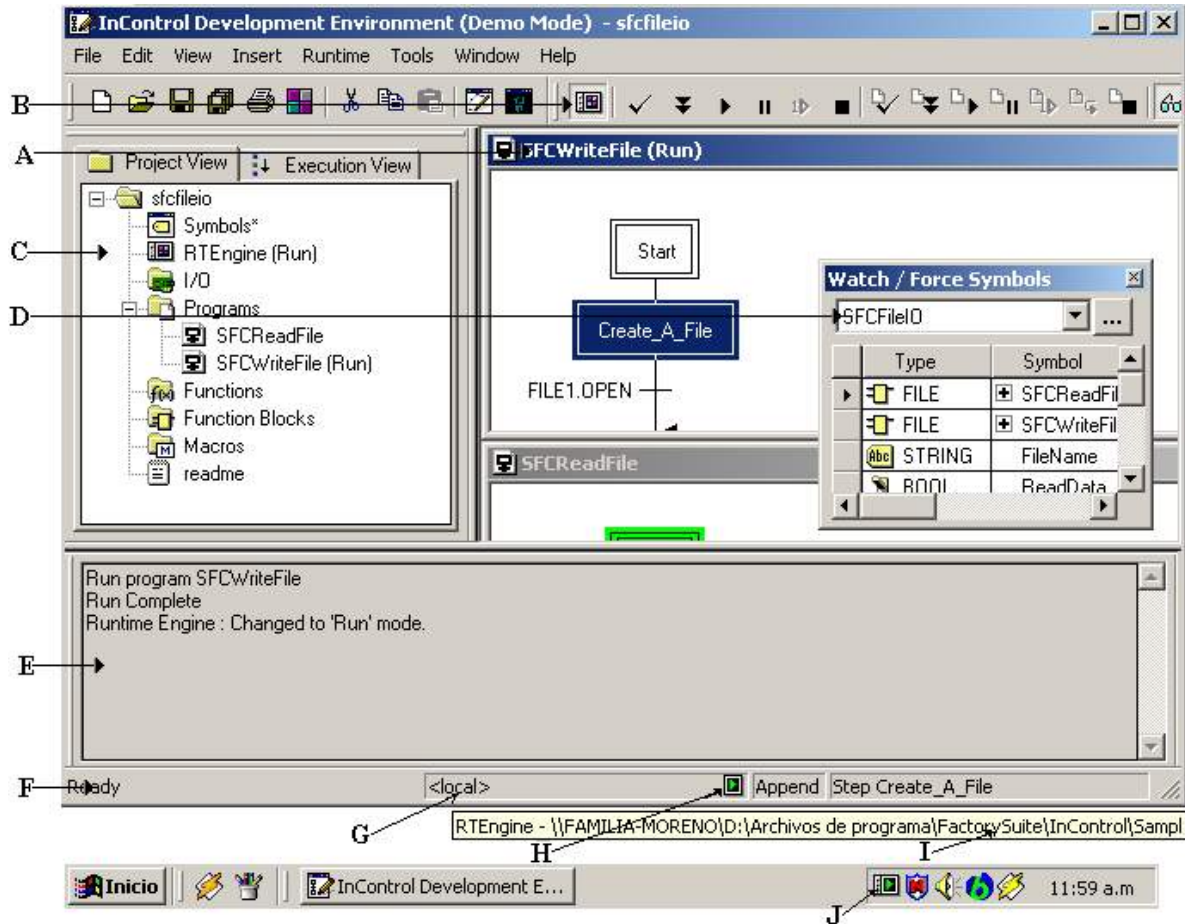 InControl Development Environment (Demo Mode) - sfcfileio
File Edit View Insert Runtime Tools Window Help
B
A
Project View Execution View
SFCWriteFile (Run)
sfcfileio
Symbols*
C
RTEngine (Run)
I/O
D
Programs
SFCReadFile
SFCWriteFile (Run)
Functions
Function Blocks
Macros
readme
Start
Create_A_File
FILE1.OPEN
SFCReadFile
Watch / Force Symbols
SFCFileIO
...
Type Symbol
FILE SFCReadFil
FILE SFCWriteFil
Abc STRING FileName
BOOL ReadData
Run program SFCWriteFile
Run Complete
Runtime Engine : Changed to 'Run' mode.
E
F
Ready <local> Append Step Create_A_File
G
RTEngine - \\FAMILIA-MORENO\D:\Archivos de programa\FactorySuite\InControl\Sampl
H
I
Inicio InControl Development E... 11:59 a.m
J